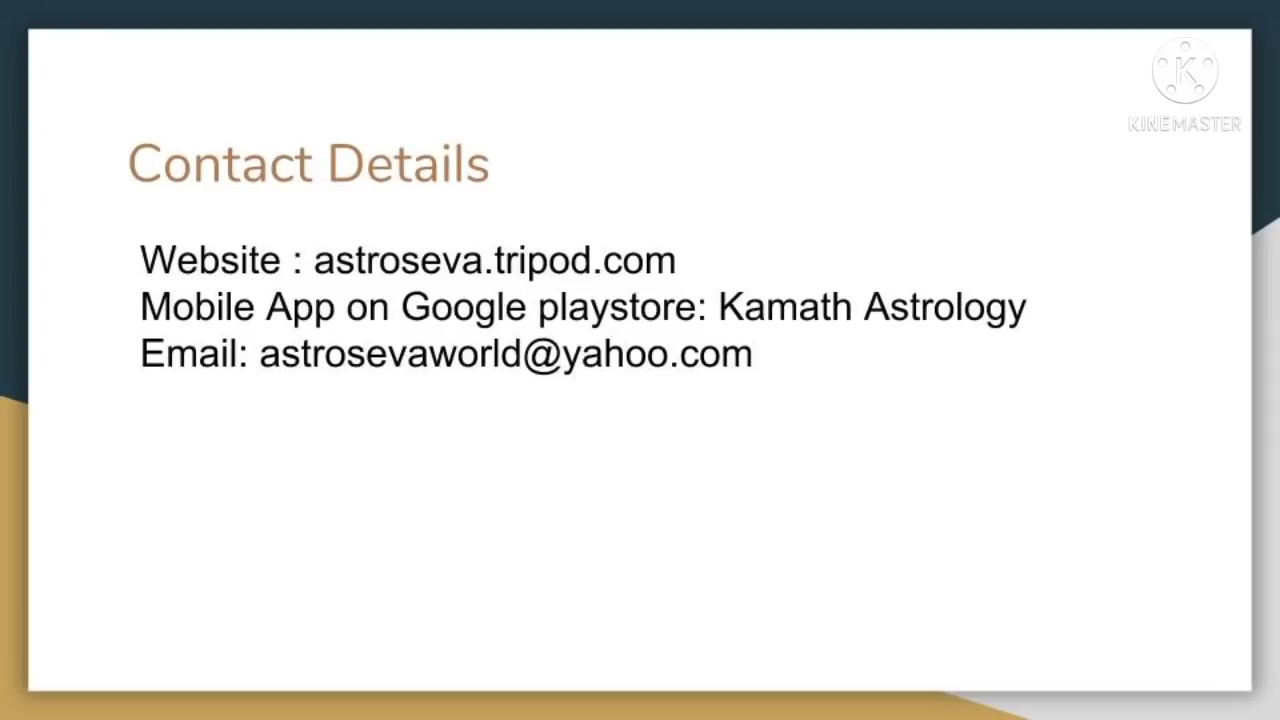 KINEMASTER
Contact Details
Website : astroseva.tripod.com
Mobile App on Google playstore: Kamath Astrology
Email: astrosevaworld@yahoo.com